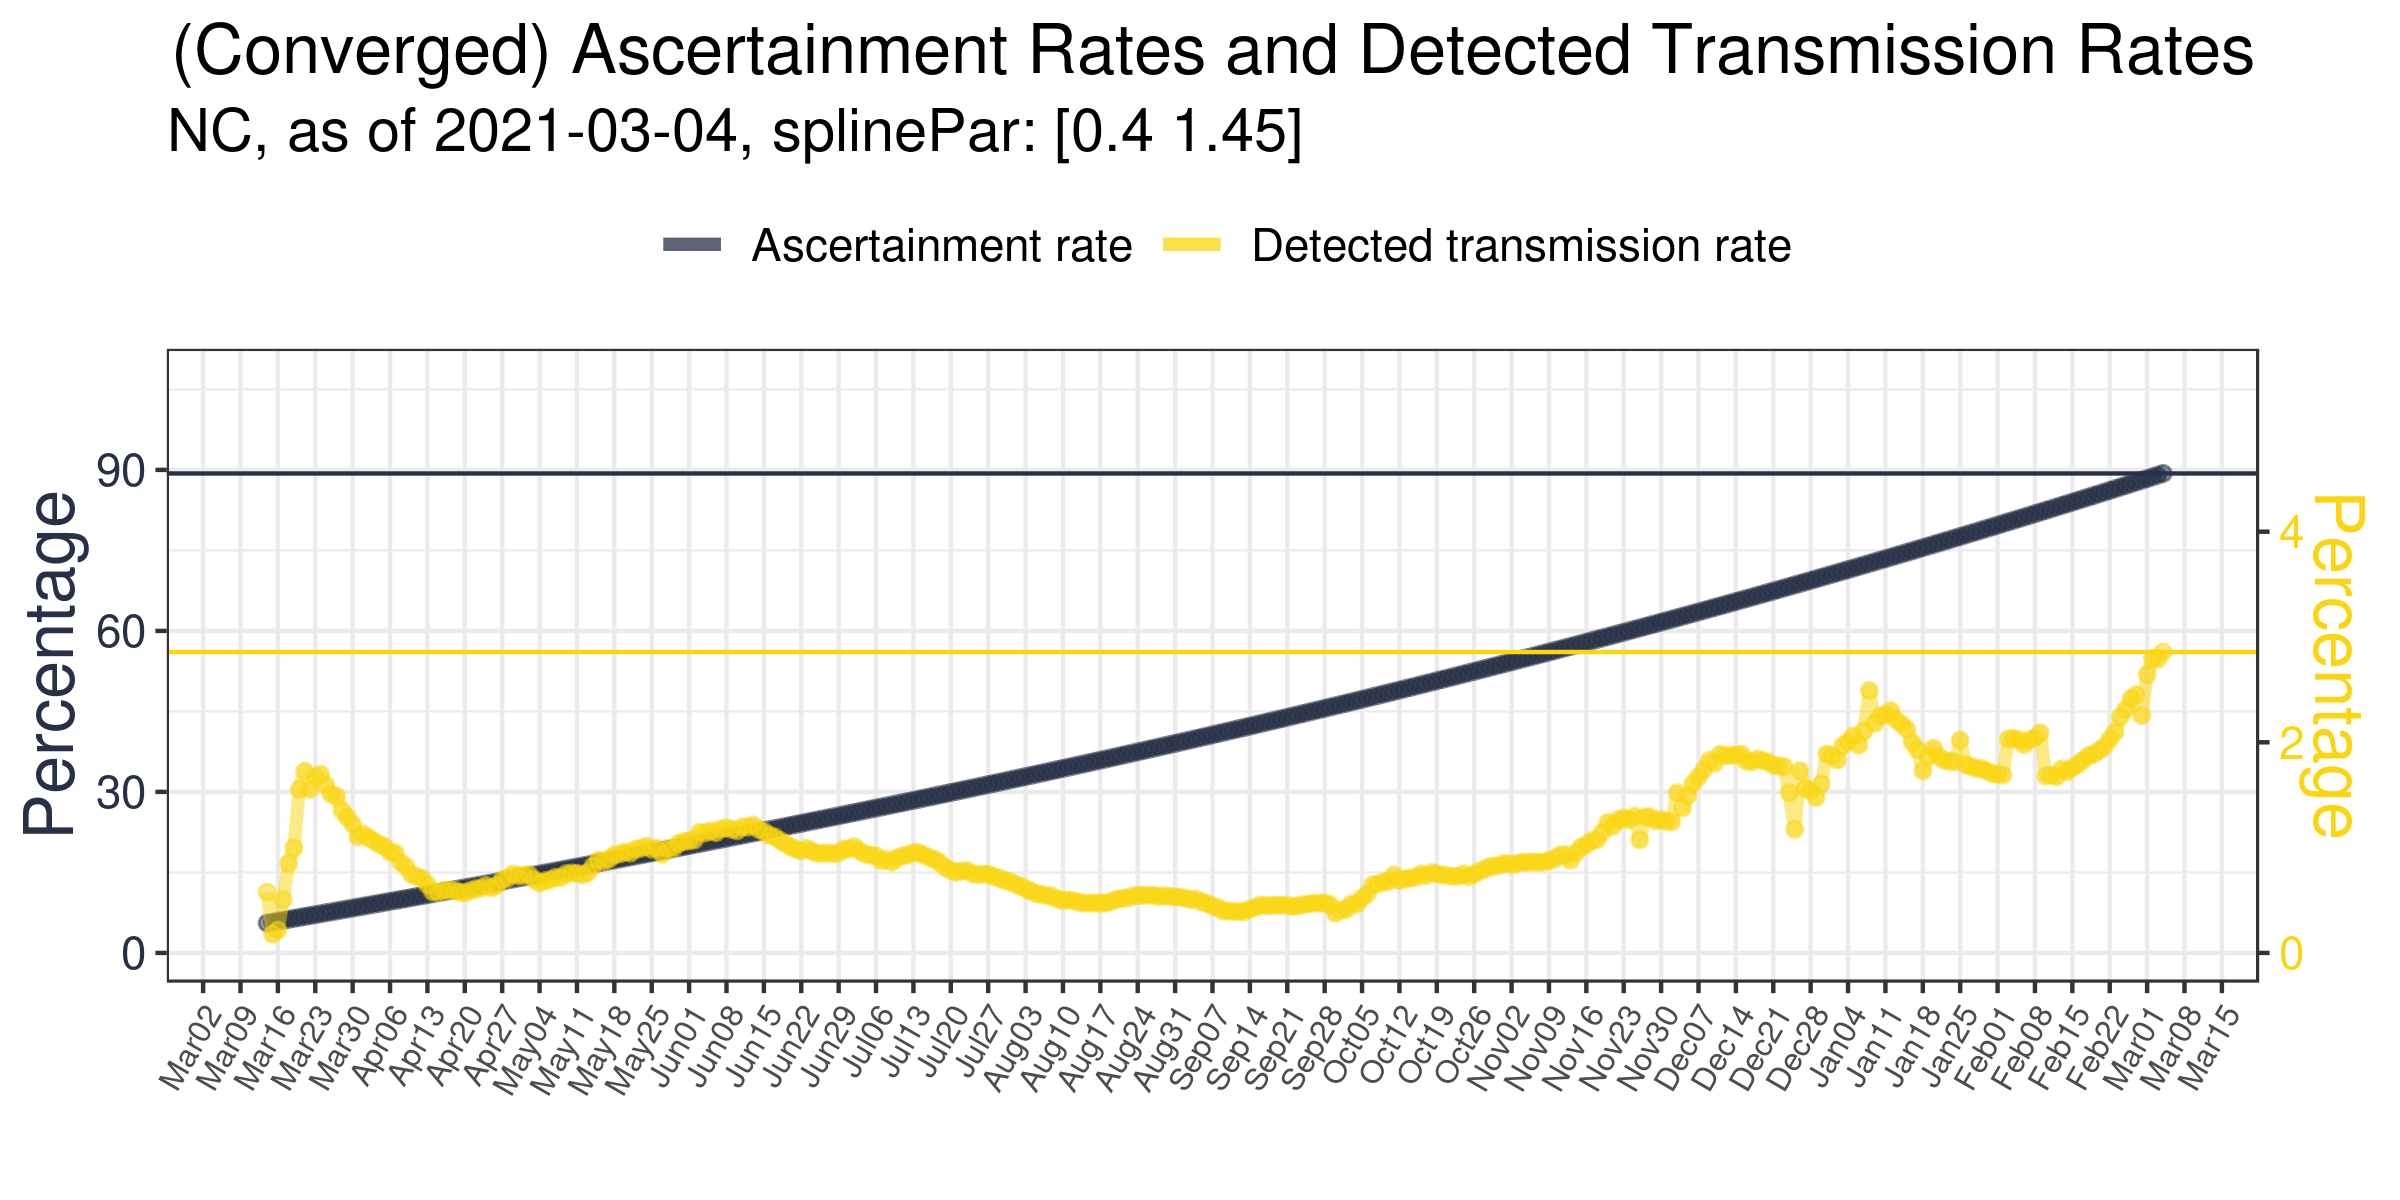 (Converged) Ascertainment Rates and Detected Transmission Rates
NC, as of 2021-03-04, splinePar: [0.4 1.45]
Ascertainment rate Detected transmission rate
Percentage
90
60
30
0
4
2
0
Percentage
Mar02 Mar09 Mar16 Mar23 Mar30 Apr06 Apr13 Apr20 Apr27 May04 May11 May18 May25 Jun01 Jun08 Jun15 Jun22 Jun29 Jul06 Jul13 Jul20 Jul27 Aug03 Aug10 Aug17 Aug24 Aug31 Sep07 Sep14 Sep21 Sep28 Oct05 Oct12 Oct19 Oct26 Nov02 Nov09 Nov16 Nov23 Nov30 Dec07 Dec14 Dec21 Dec28 Jan04 Jan11 Jan18 Jan25 Feb01 Feb08 Feb15 Feb22 Mar01 Mar08 Mar15